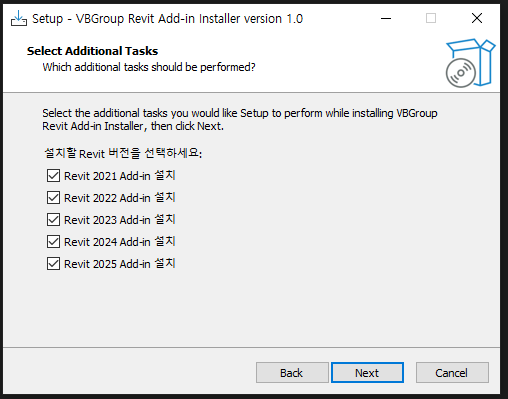 Setup - VBGroup Revit Add-in Installer version 1.0
Select Additional Tasks
Which additional tasks should be performed?
Select the additional tasks you would like Setup to perform while installing VBGroup
Revit Add-in Installer, then click Next.
설치할 Revit 버전을 선택하세요:
Revit 2021 Add-in 설치
Revit 2022 Add-in 설치
Revit 2023 Add-in 설치
Revit 2024 Add-in 설치
Revit 2025 Add-in 설치
Back
Next
Cancel